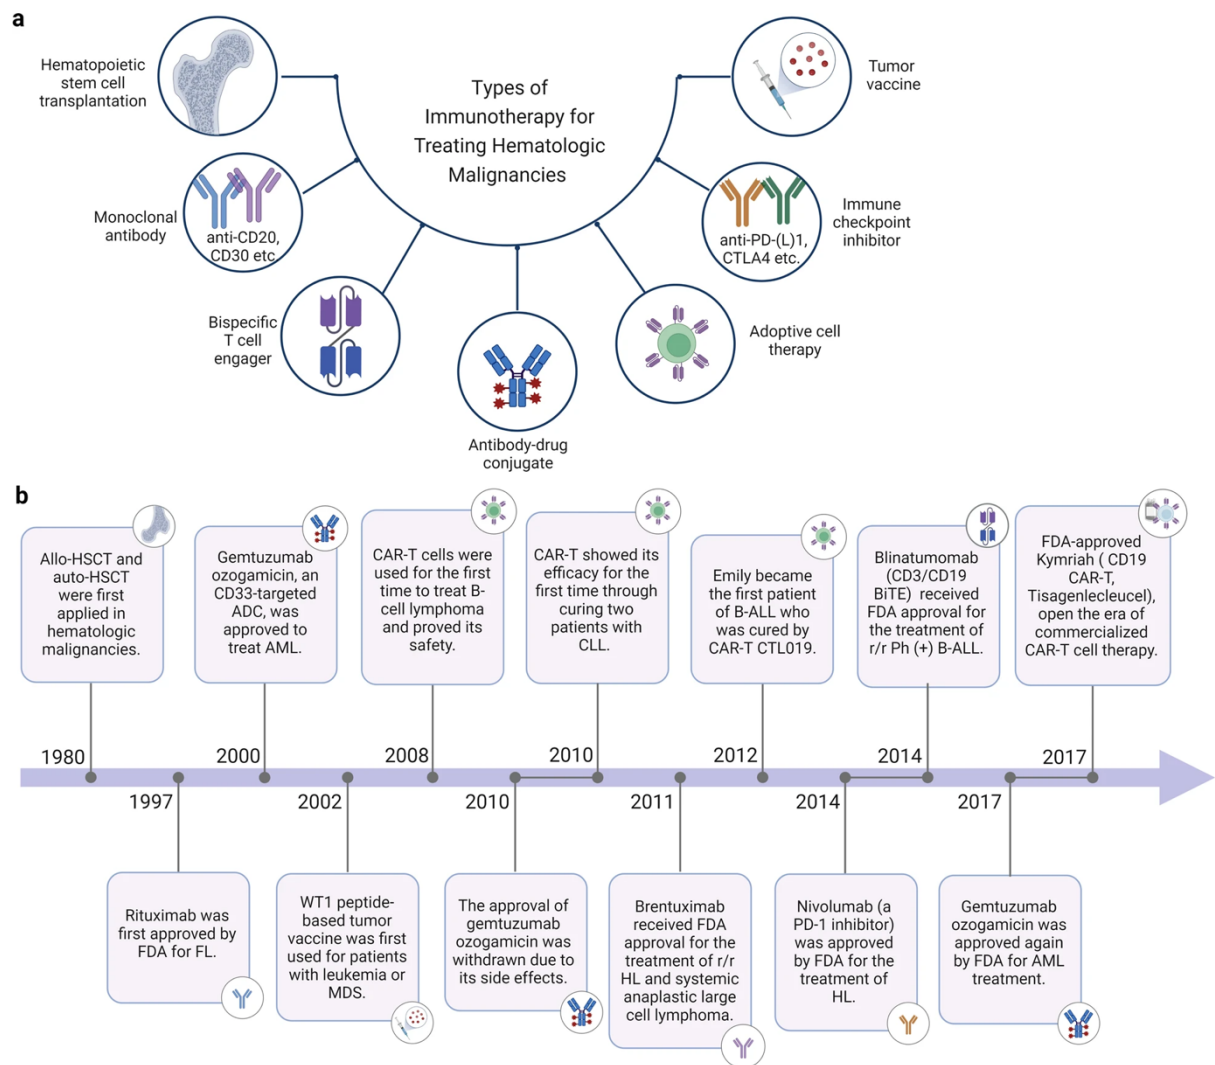 a
Types of
Immunotherapy for
Treating Hematologic
Malignancies
Hematopoietic
stem cell
transplantation
Monoclonal
antibody
anti-CD20,
CD30 etc
Bispecific
T cell
engager
Antibody-drug
conjugate
Adoptive cell
therapy
anti-PD-(L)1,
CTLA4 etc.
Immune
checkpoint
inhibitor
Tumor
vaccine
b
Allo-HSCT and
auto-HSCT
were first
applied in
hematologic
malignancies.
Gemtuzumab
ozogamicin, an
CD33-targeted
ADC, was
approved to
treat AML.
CAR-T cells were
used for the first
time to treat B-
cell lymphoma
and proved its
safety.
CAR-T showed its
efficacy for the
first time through
curing two
patients with
CLL.
Emily became
the first patient
of B-ALL who
was cured by
CAR-T CTL019.
Blinatumomab
(CD3/CD19
BiTE) received
FDA approval for
the treatment of
r/r Ph (+) B-ALL.
FDA-approved
Kymriah ( CD19
CAR-T,
Tisagenlecleucel),
open the era of
commercialized
CAR-T cell therapy.
1980
2000
2008
2010
2012
2014
2017
1997
2002
2010
2011
2014
2017
Rituximab was
first approved by
FDA for FL.
WT1 peptide-
based tumor
vaccine was first
used for patients
with leukemia or
MDS.
The approval of
gemtuzumab
ozogamicin was
withdrawn due to
its side effects.
Brentuximab
received FDA
approval for the
treatment of r/r
HL and systemic
anaplastic large
cell lymphoma.
Nivolumab (a
PD-1 inhibitor)
was approved
by FDA for the
treatment of
HL.
Gemtuzumab
ozogamicin was
approved again
by FDA for AML
treatment.